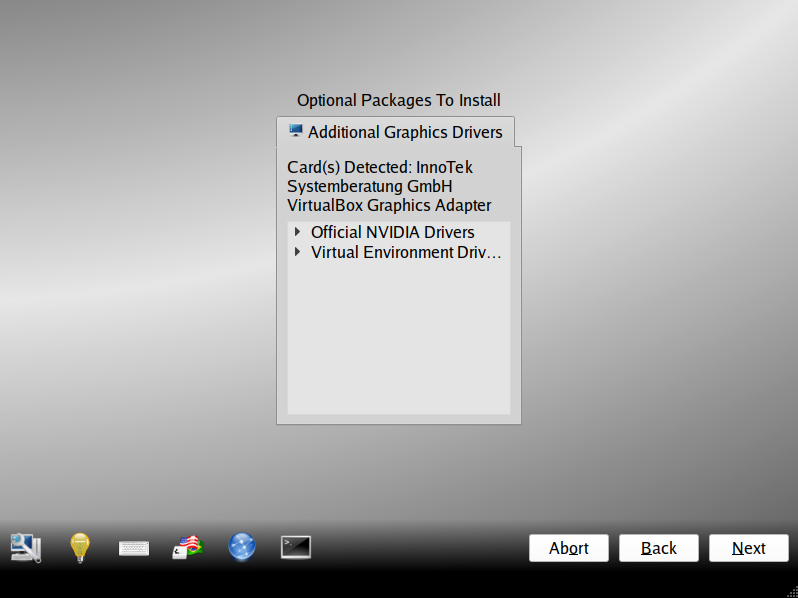 Optional Packages To Install
Additional Graphics Drivers
Card(s) Detected: InnoTek
Systemberatung GmbH
VirtualBox Graphics Adapter
Official NVIDIA Drivers
Virtual Environment Driv...
Abort
Back
Next